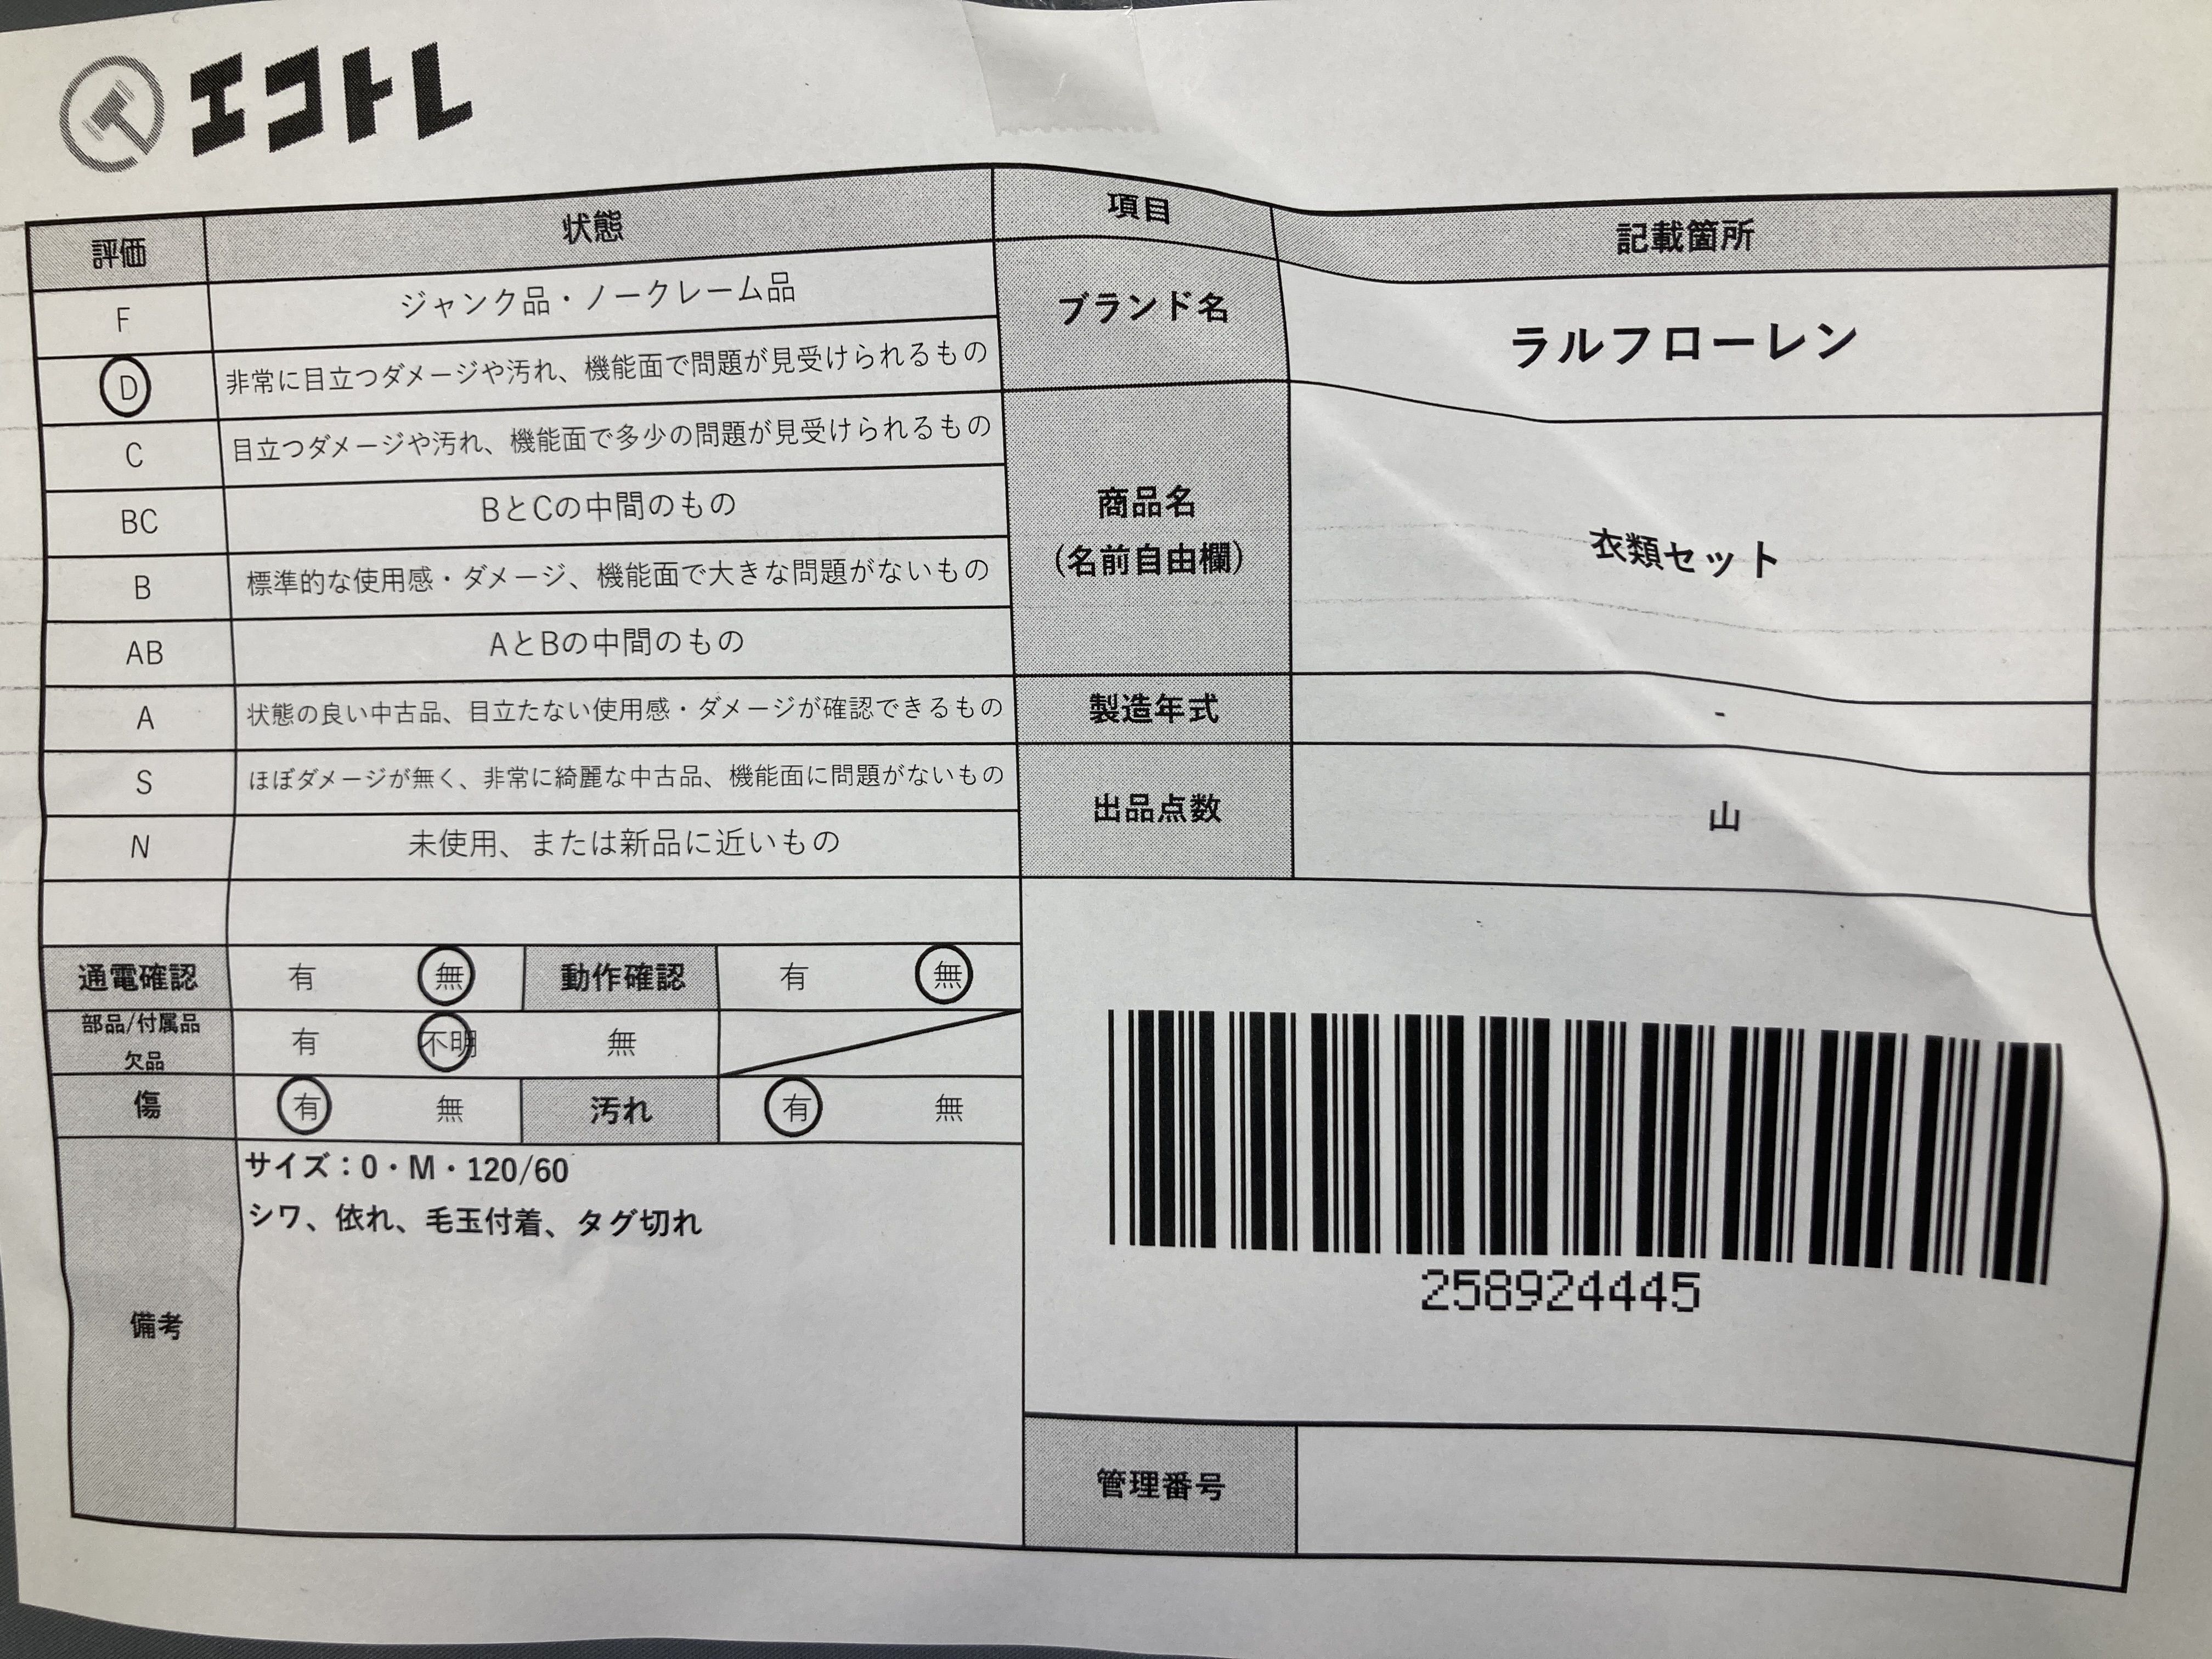 エコトレ
評価 状態 項目 記載箇所
F ジャンク品・ノークレーム品
D 非常に目立つダメージや汚れ、機能面で問題が見受けられるもの
C 目立つダメージや汚れ、機能面で多少の問題が見受けられるもの
BC BとCの中間のもの
B 標準的な使用感・ダメージ、機能面で大きな問題がないもの
AB AとBの中間のもの
A 状態の良い中古品、目立たない使用感・ダメージが確認できるもの
S ほぼダメージが無く、非常に綺麗な中古品、機能面に問題がないもの
N 未使用、または新品に近いもの
ブランド名 ラルフローレン
商品名
(名前自由欄) 衣類セット
製造年式 -
出品点数 山
通電確認 有 無 動作確認 有 無
部品/付属品
欠品 有 不明 無
傷 有 無 汚れ 有 無
備考
サイズ：0・M・120/60
シワ、依れ、毛玉付着、タグ切れ
258924445
管理番号